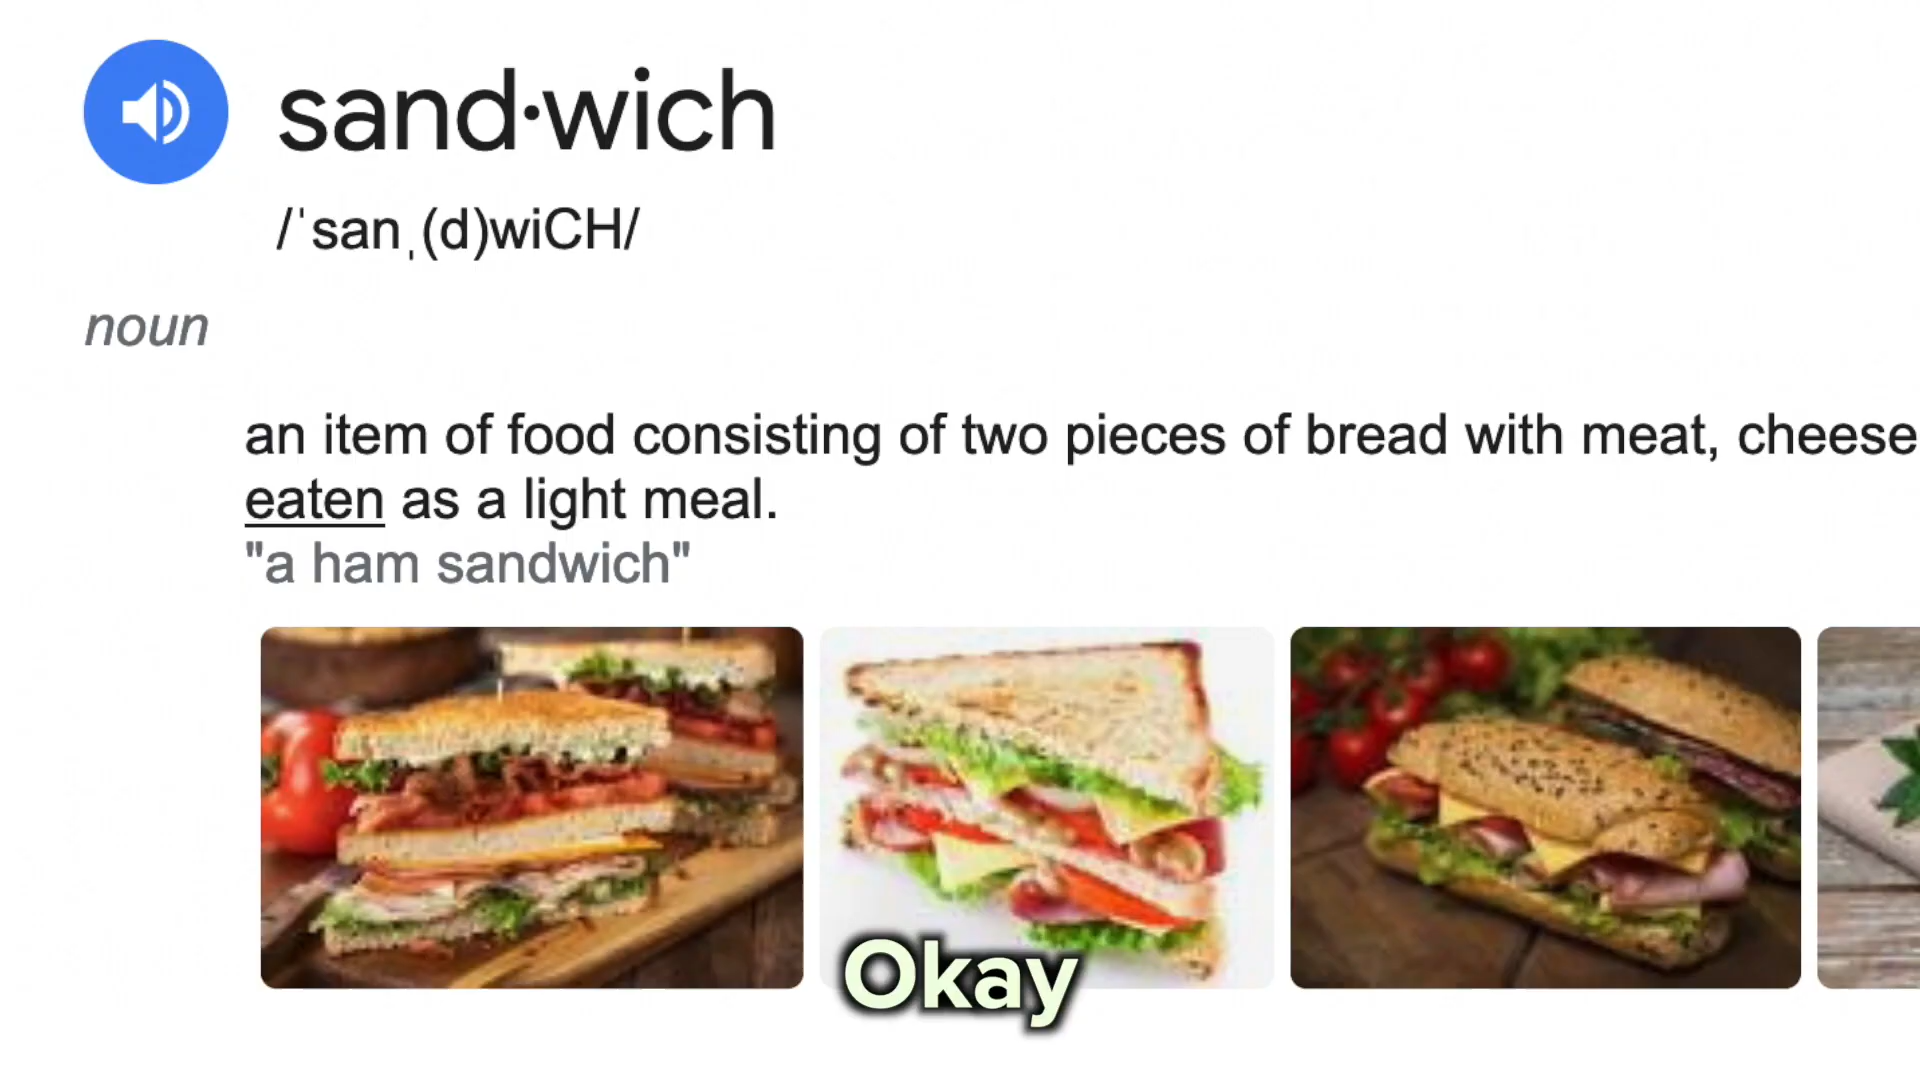 sand·wich
/ˈsanˌ(d)wiCH/
noun
an item of food consisting of two pieces of bread with meat, cheese
eaten as a light meal.
"a ham sandwich"
Okay